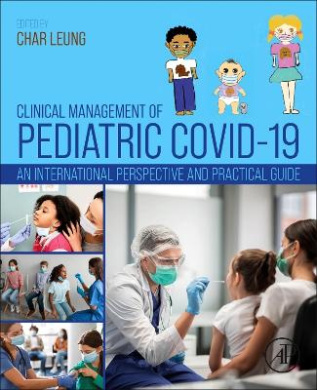 EDITED BY
CHAR LEUNG
CLINICAL MANAGEMENT OF
PEDIATRIC COVID-19
AN INTERNATIONAL PERSPECTIVE AND PRACTICAL GUIDE